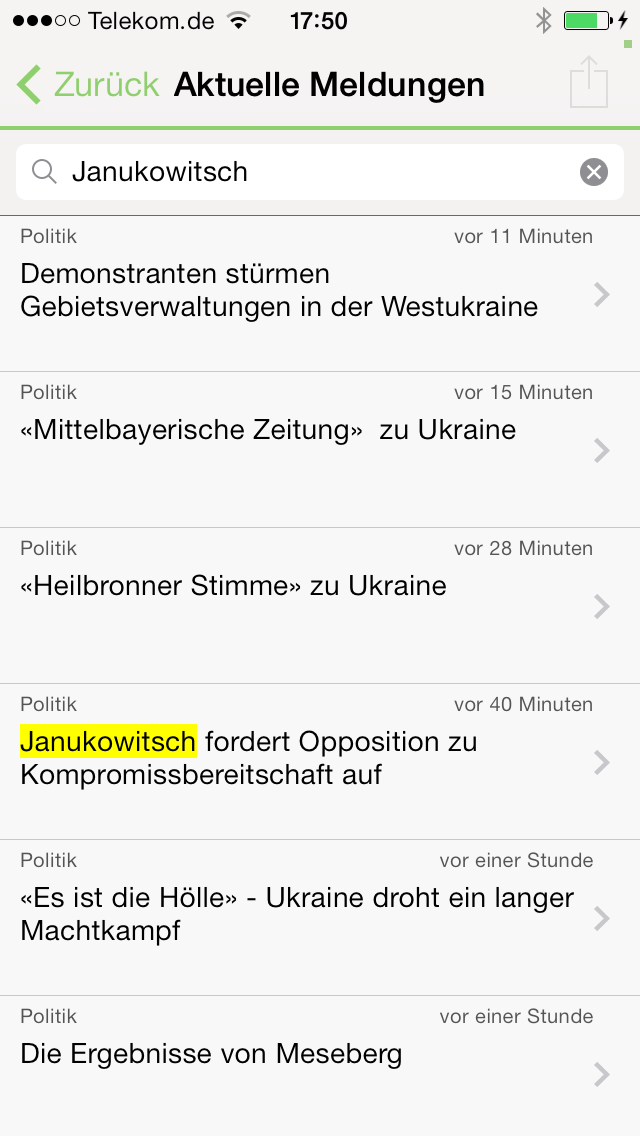 Telekom.de 17:50
Zurück Aktuelle Meldungen
Janukowitsch
Politik vor 11 Minuten
Demonstranten stürmen
Gebietsverwaltungen in der Westukraine
Politik vor 15 Minuten
«Mittelbayerische Zeitung»  zu Ukraine
Politik vor 28 Minuten
«Heilbronner Stimme» zu Ukraine
Politik vor 40 Minuten
Janukowitsch fordert Opposition zu
Kompromissbereitschaft auf
Politik vor einer Stunde
«Es ist die Hölle» - Ukraine droht ein langer
Machtkampf
Politik vor einer Stunde
Die Ergebnisse von Meseberg